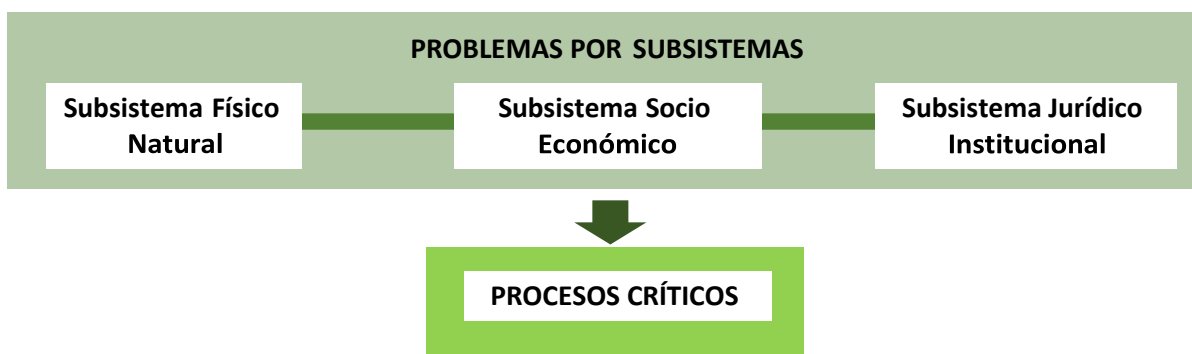 PROBLEMAS POR SUBSISTEMAS
Subsistema Físico
Natural
Subsistema Socio
Económico
Subsistema Jurídico
Institucional
PROCESOS CRÍTICOS